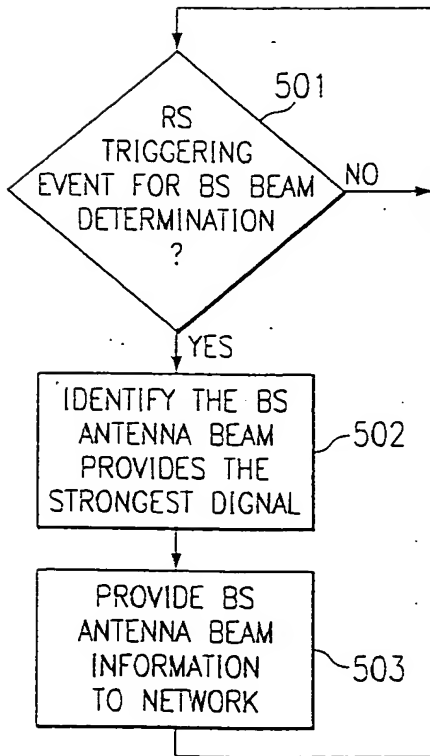 501
RS
TRIGGERING
EVENT FOR BS BEAM
DETERMINATION
?
NO
YES
IDENTIFY THE BS
ANTENNA BEAM
PROVIDES THE
STRONGEST DIGNAL
502
PROVIDE BS
ANTENNA BEAM
INFORMATION
TO NETWORK
503